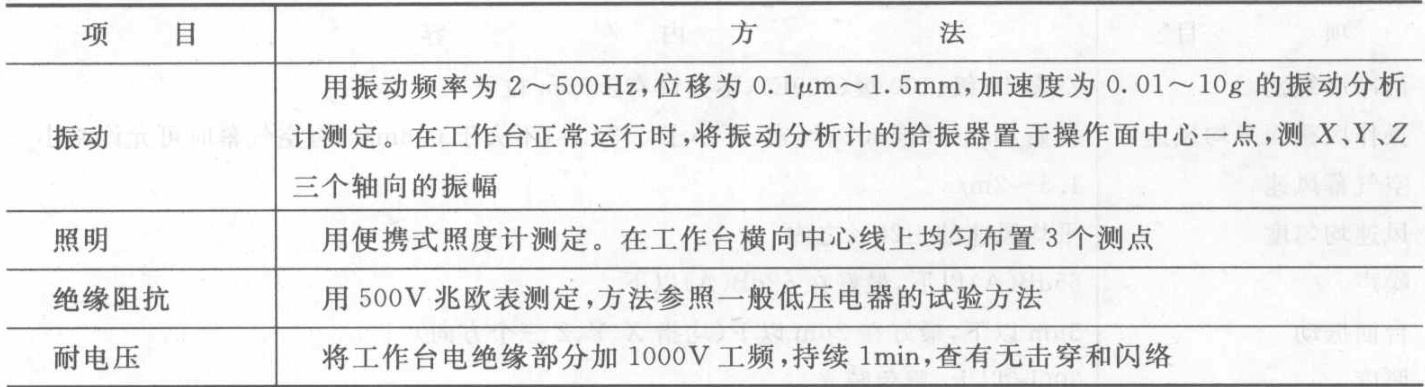 项 目 方 法
用振动频率为 2～500Hz,位移为 0.1μm～1.5mm,加速度为 0.01～10g 的振动分析
振动 计测定。在工作台正常运行时,将振动分析计的拾振器置于操作面中心一点,测 X、Y、Z
三个轴向的振幅
照明 用便携式照度计测定。在工作台横向中心线上均匀布置 3 个测点
绝缘阻抗 用 500V 兆欧表测定,方法参照一般低压电器的试验方法
耐电压 将工作台电绝缘部分加 1000V 工频,持续 1min,查有无击穿和闪络